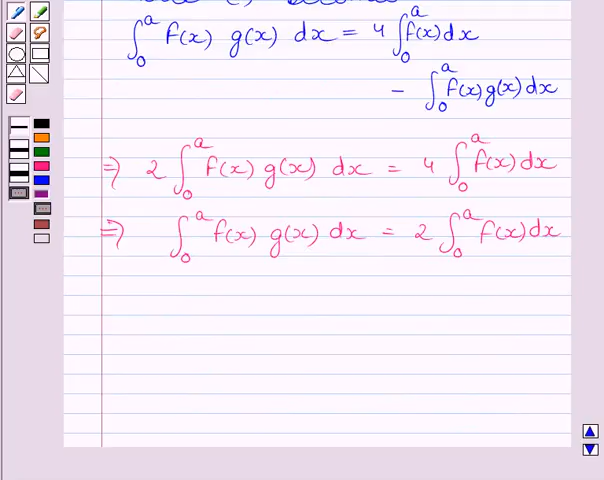 ∫₀ᵃ f(x) g(x) dx = 4 ∫₀ᵃ f(x)dx
− ∫₀ᵃ f(x)g(x)dx
⇒ 2 ∫₀ᵃ f(x) g(x) dx = 4 ∫₀ᵃ f(x)dx
⇒ ∫₀ᵃ f(x) g(x) dx = 2 ∫₀ᵃ f(x)dx